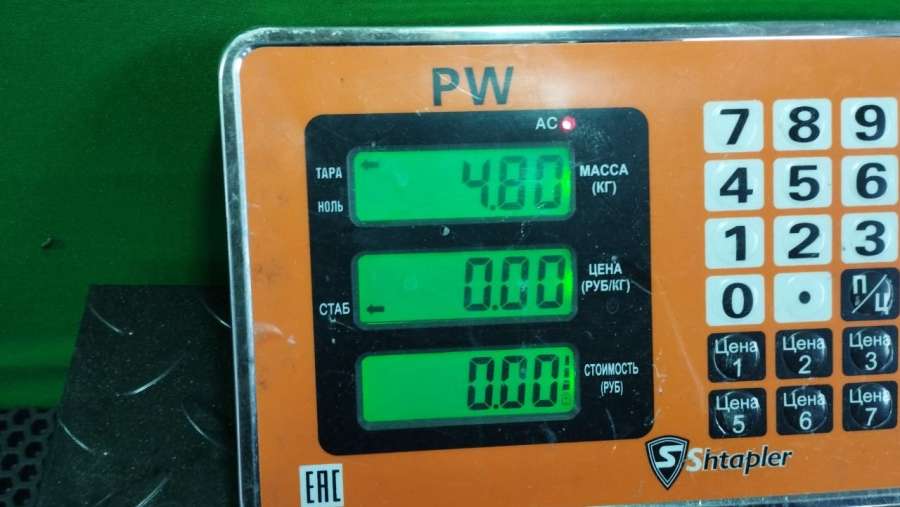 PW
AC
ТАРА
НОЛЬ
4.80
МАССА
(КГ)
СТАБ
0.00
ЦЕНА
(РУБ/КГ)
0.00
СТОИМОСТЬ
(РУБ)
7 8 9
4 5 6
1 2 3
0 . П/Ц
Цена 1 Цена 2 Цена 3
Цена 5 Цена 6 Цена 7
S Shtapler
EAC